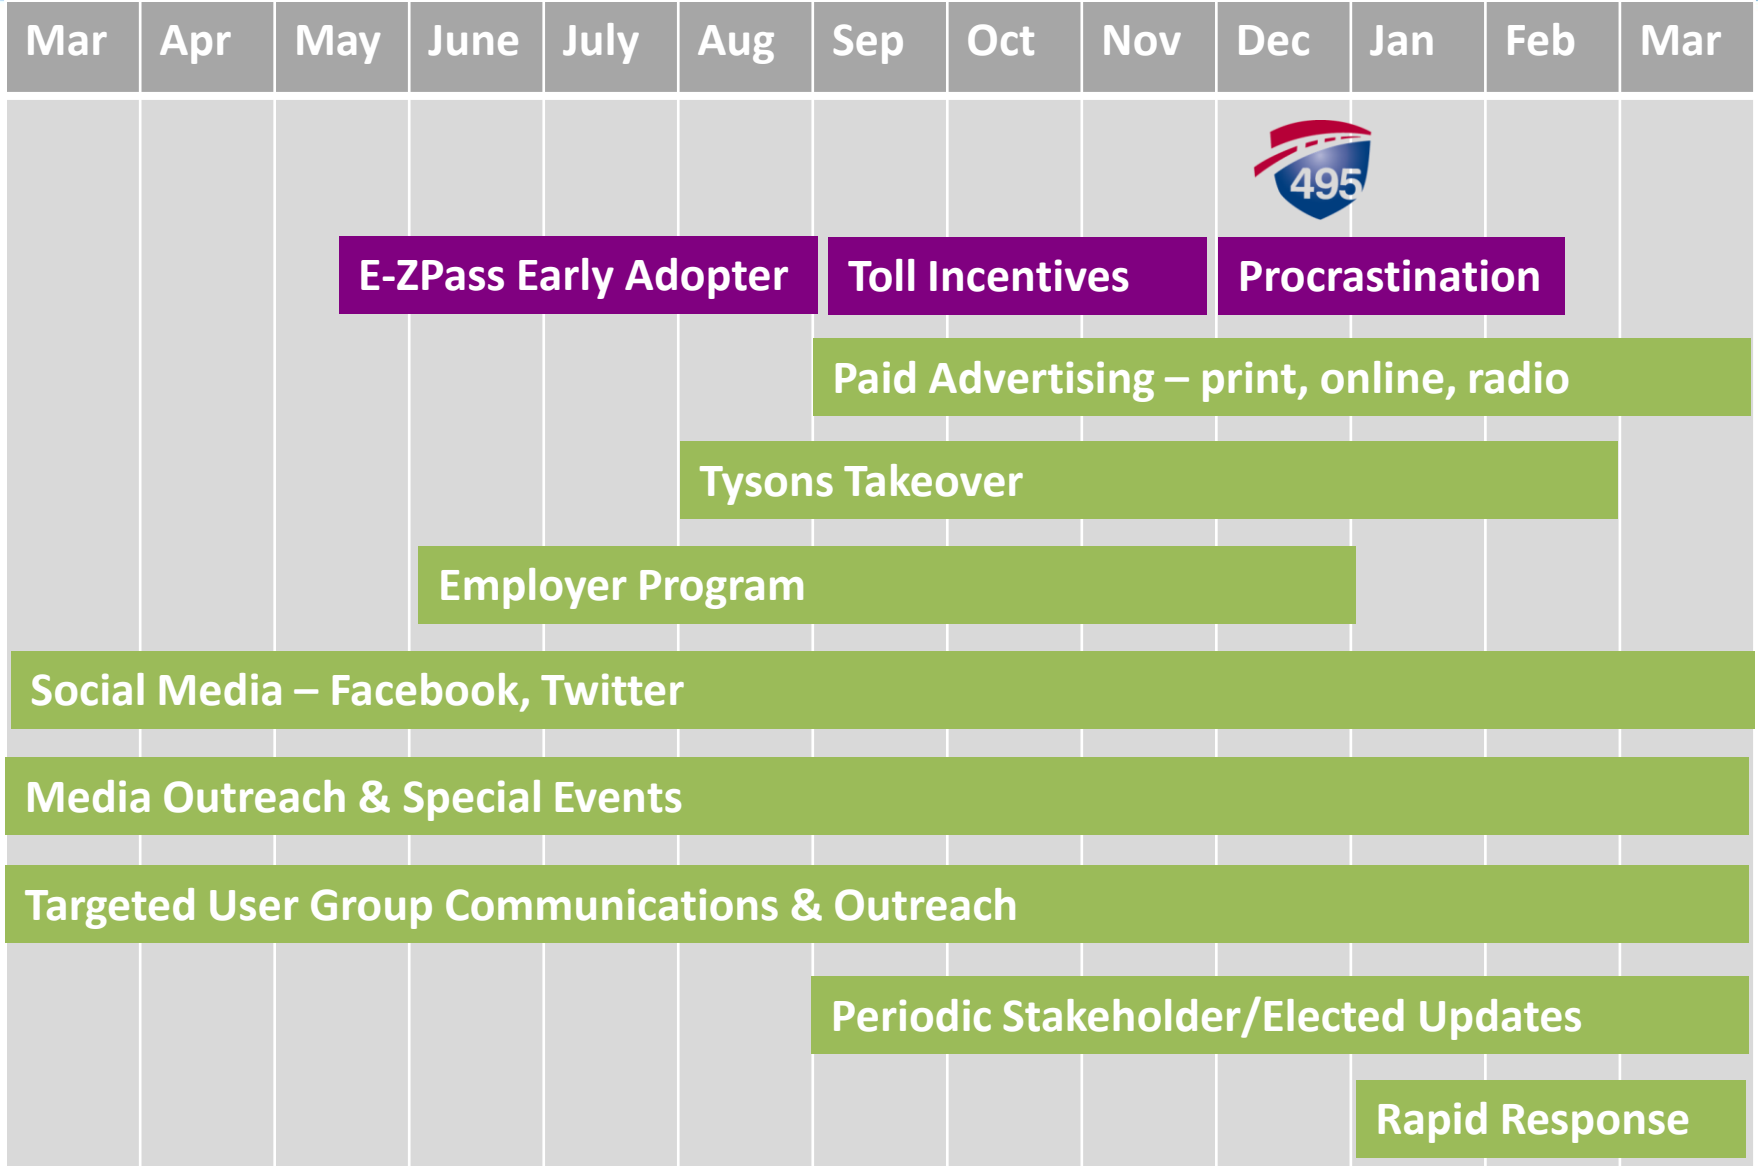 Mar Apr May June July Aug Sep Oct Nov Dec Jan Feb Mar
495
E-ZPass Early Adopter Toll Incentives Procrastination
Paid Advertising – print, online, radio
Tysons Takeover
Employer Program
Social Media – Facebook, Twitter
Media Outreach & Special Events
Targeted User Group Communications & Outreach
Periodic Stakeholder/Elected Updates
Rapid Response